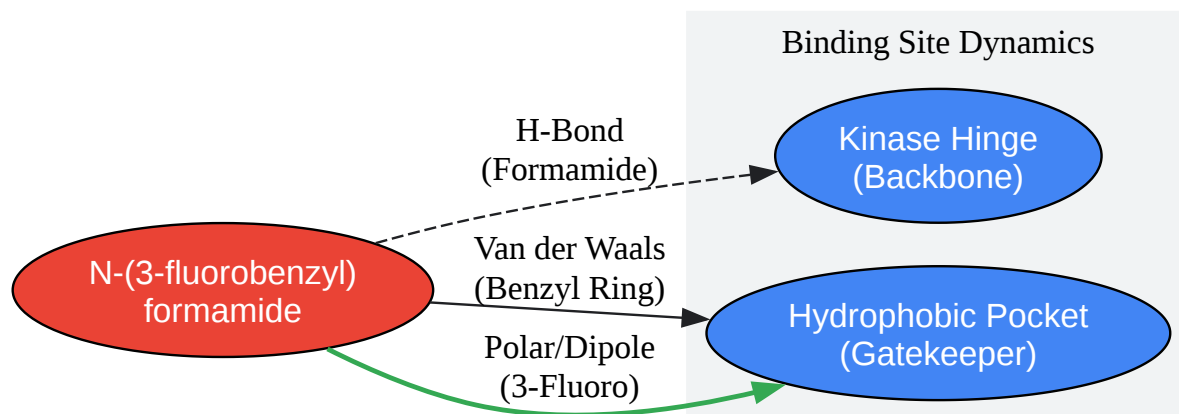 Binding Site Dynamics
H-Bond
(Formamide)
Kinase Hinge
(Backbone)
N-(3-fluorobenzyl)
formamide
Van der Waals
(Benzyl Ring)
Hydrophobic Pocket
(Gatekeeper)
Polar/Dipole
(3-Fluoro)